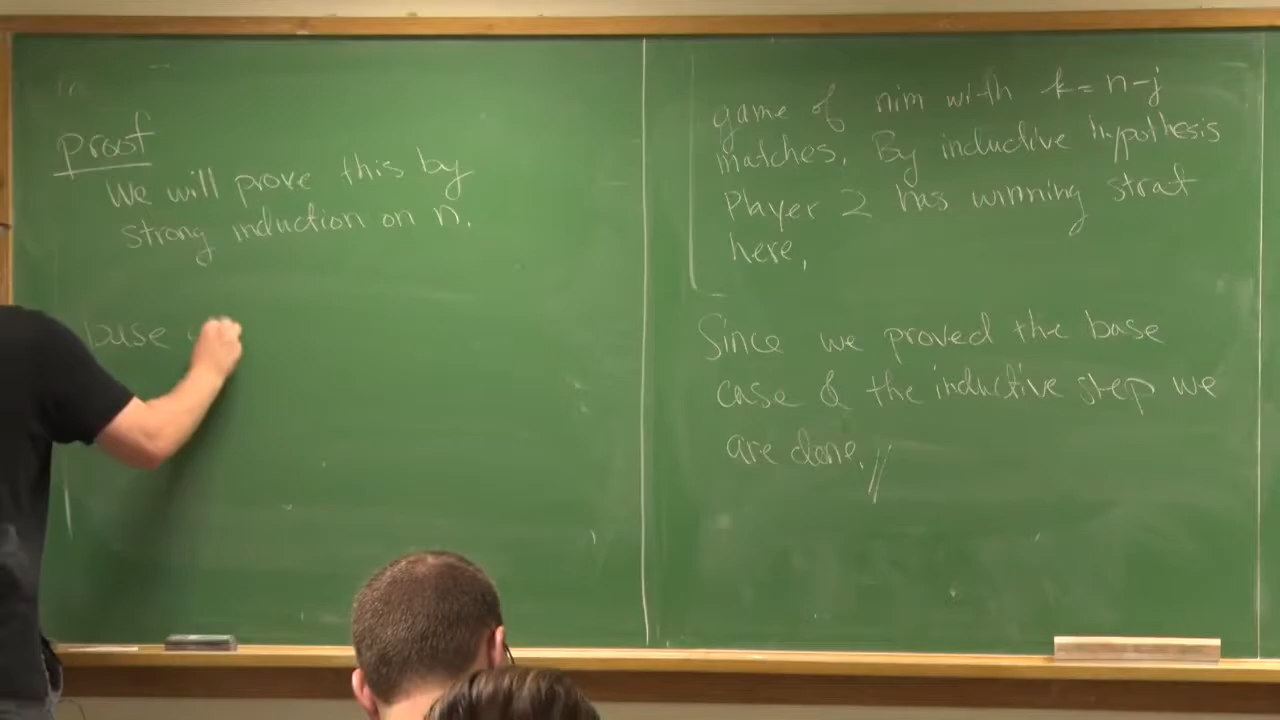 Proof
We will prove this by
strong induction on n.
base
game of nim with k = n-j
matches. By inductive hypothesis
Player 2 has winning strat
here,
Since we proved the base
case & the inductive step we
are done. //